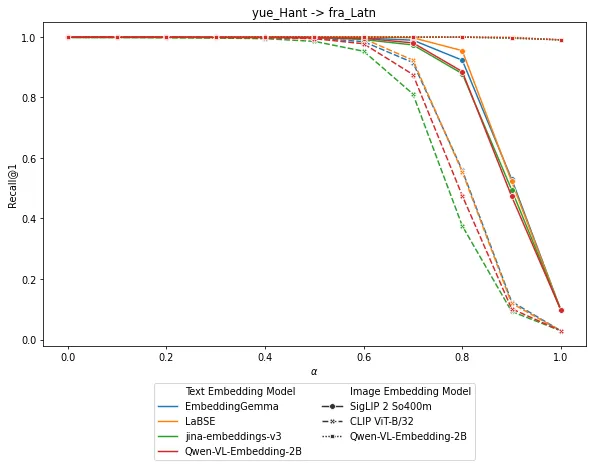 yue_Hant -> fra_Latn
Recall@1
1.0
0.8
0.6
0.4
0.2
0.0
0.0 0.2 0.4 0.6 0.8 1.0
α
Text Embedding Model
EmbeddingGemma
LaBSE
jina-embeddings-v3
Qwen-VL-Embedding-2B
Image Embedding Model
SigLIP 2 So400m
CLIP ViT-B/32
Qwen-VL-Embedding-2B